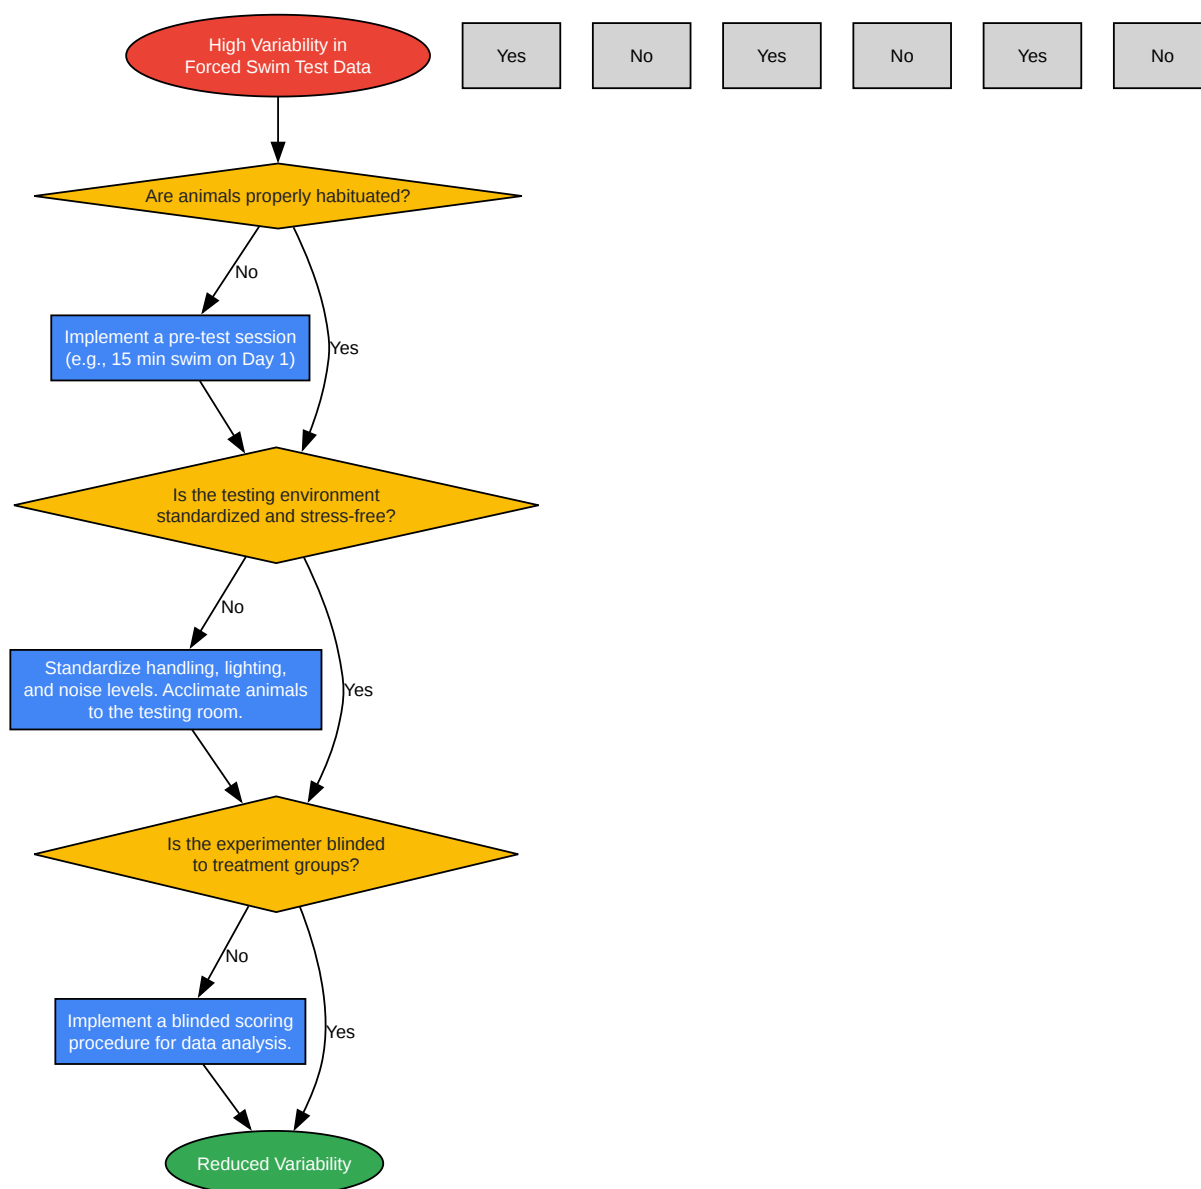 High Variability in
Forced Swim Test Data
Yes
No
Yes
No
Yes
No
Are animals properly habituated?
No
Implement a pre-test session
(e.g., 15 min swim on Day 1)
Yes
Is the testing environment
standardized and stress-free?
No
Standardize handling, lighting,
and noise levels. Acclimate animals
to the testing room.
Yes
Is the experimenter blinded
to treatment groups?
No
Implement a blinded scoring
procedure for data analysis.
Yes
Reduced Variability